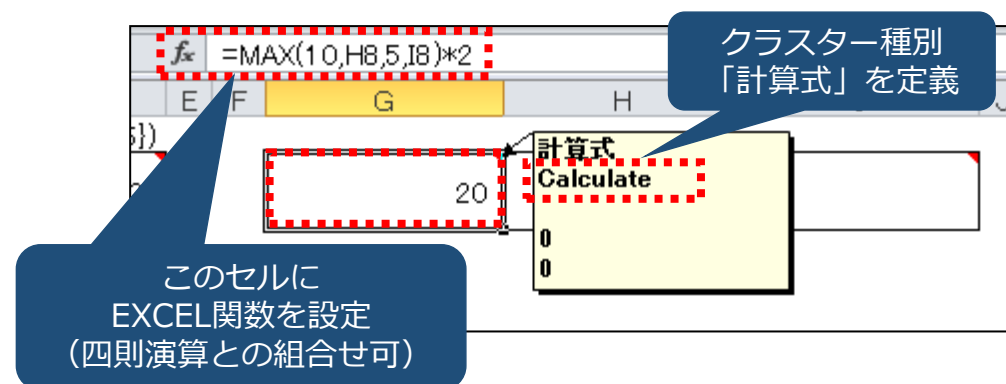 fx =MAX(10,H8,5,I8)*2
クラスター種別
「計算式」を定義
E F G H
計算式
Calculate
20
0
0
このセルに
EXCEL関数を設定
（四則演算との組合せ可）